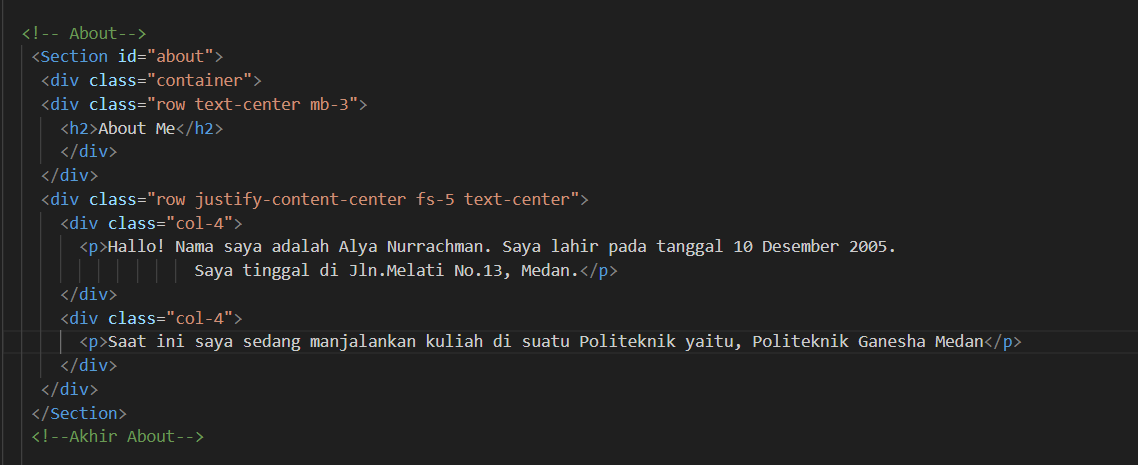 <!-- About-->
<Section id="about">
<div class="container">
<div class="row text-center mb-3">
<h2>About Me</h2>
</div>
</div>
<div class="row justify-content-center fs-5 text-center">
<div class="col-4">
<p>Hallo! Nama saya adalah Alya Nurrachman. Saya lahir pada tanggal 10 Desember 2005.
Saya tinggal di Jln.Melati No.13, Medan.</p>
</div>
<div class="col-4">
<p>Saat ini saya sedang manjalankan kuliah di suatu Politeknik yaitu, Politeknik Ganesha Medan</p>
</div>
</div>
</Section>
<!--Akhir About-->